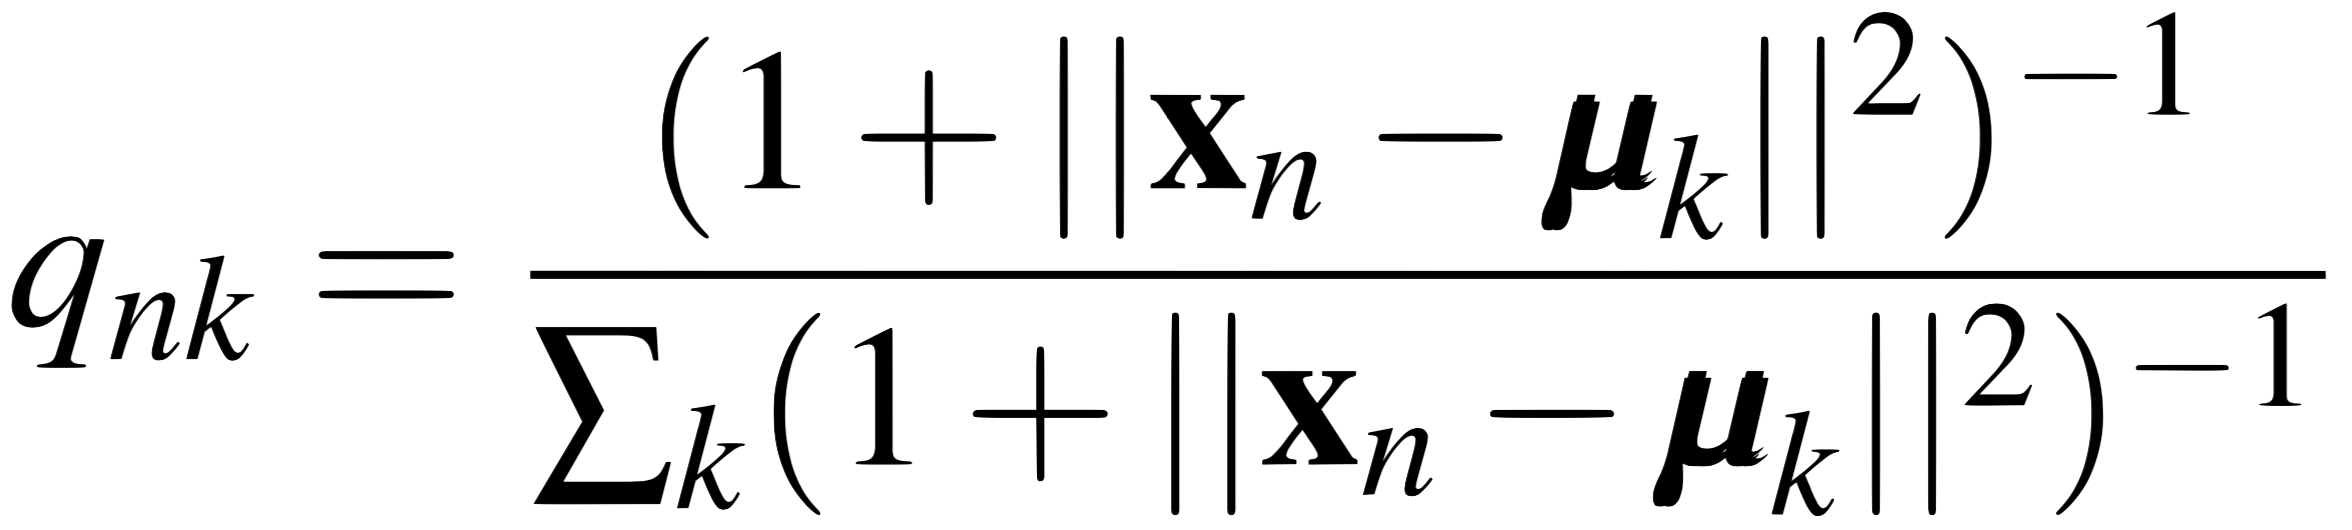 q_{nk} = \frac{(1 + ||\mathbf{x}_n - \boldsymbol{\mu}_k||^2)^{-1}}{\sum_k (1 + ||\mathbf{x}_n - \boldsymbol{\mu}_k||^2)^{-1}}